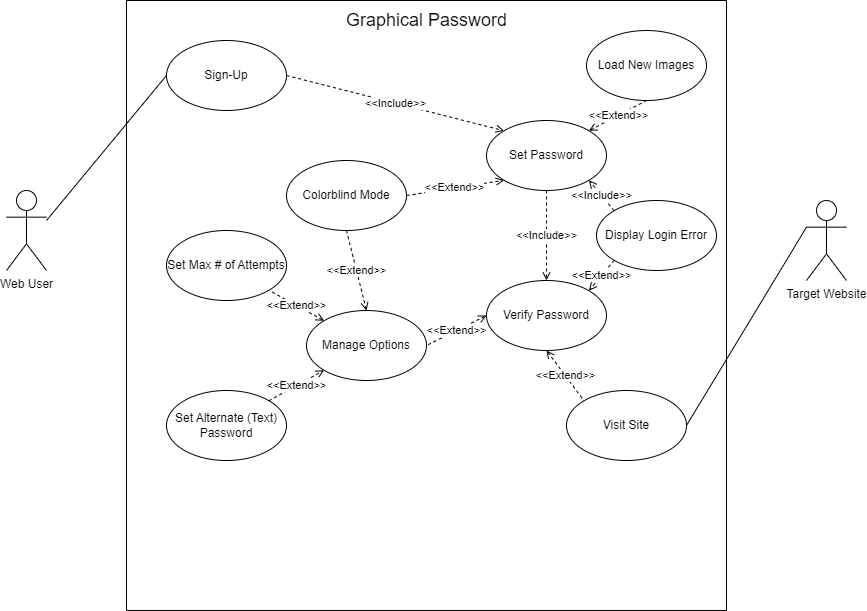 Graphical Password
Sign-Up
Load New Images
<<Include>>
<<Extend>>
Set Password
Colorblind Mode
<<Extend>>
<<Include>>
Web User
Set Max # of Attempts
<<Extend>>
<<Include>>
Display Login Error
Target Website
<<Extend>>
<<Extend>>
Manage Options
<<Extend>>
Verify Password
<<Extend>>
<<Extend>>
Set Alternate (Text)
Password
Visit Site